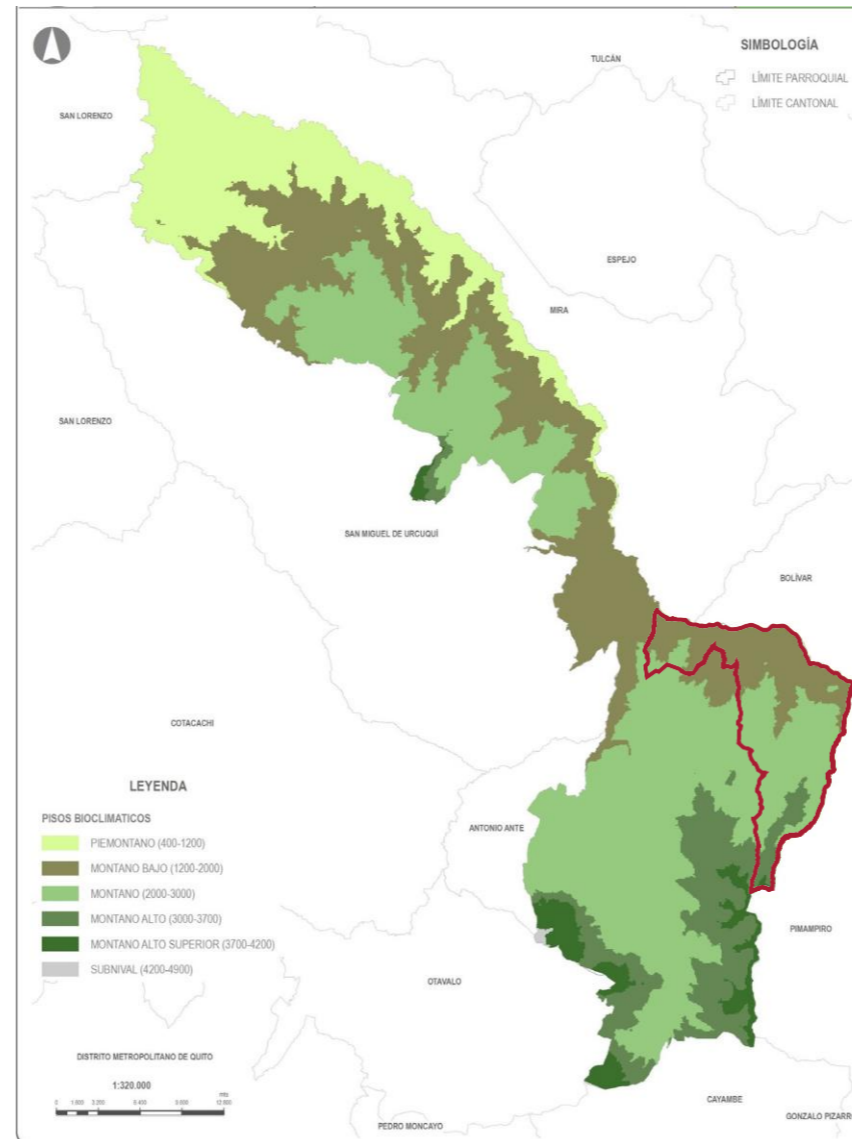 SIMBOLOGÍA
LÍMITE PARROQUIAL
LÍMITE CANTONAL
TULCÁN
SAN LORENZO
ESPEJO
MIRA
SAN LORENZO
SAN MIGUEL DE URCUQUÍ
BOLÍVAR
COTACACHI
ANTONIO ANTE
PIMAMPIRO
OTAVALO
CAYAMBE
GONZALO PIZARR
PEDRO MONCAYO
LEYENDA
PISOS BIOCLIMATICOS
PIEMONTANO (400-1200)
MONTANO BAJO (1200-2000)
MONTANO (2000-3000)
MONTANO ALTO (3000-3700)
MONTANO ALTO SUPERIOR (3700-4200)
SUBNIVAL (4200-4900)
DISTRITO METROPOLITANO DE QUITO
1:320.000
mts
0